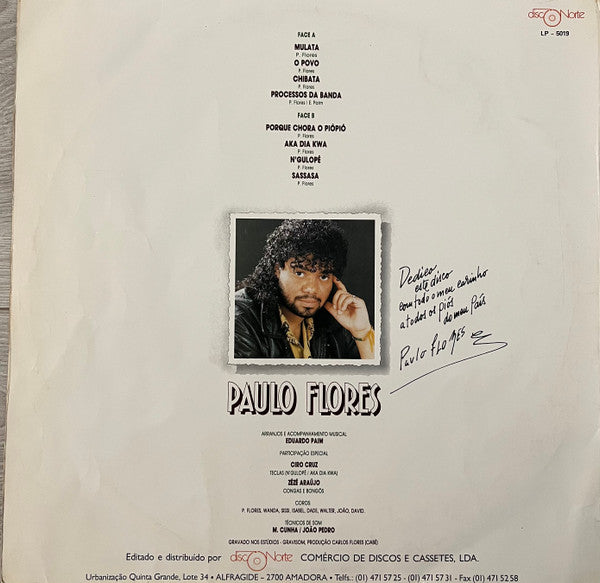 disco Norte
LP - 5019
FACE A
MULATA
P. Flores
O POVO
P. Flores
CHIBATA
P. Flores
PROCESSOS DA BANDA
P. Flores / E. Paim
FACE B
PORQUE CHORA O PIÓPIÓ
P. Flores
AKA DIA KWA
P. Flores
N'GULOPÉ
P. Flores
SASSASA
P. Flores
Dedico
este disco
com todo o meu carinho
a todos os piós
do meu País
Paulo FLORES
PAULO FLORES
ARRANJOS E ACOMPANHAMENTO MUSICAL
EDUARDO PAIM
PARTICIPAÇÃO ESPECIAL
CIRO CRUZ
TECLAS (N'GULOPÉ / AKA DIA KWA)
ZÉZÉ ARAÚJO
CONGAS E BONGÓS
COROS
P. FLORES, WANDA, SISSI, ISABEL, DADE, WALTER, JOÃO, DAVID.
TÉCNICOS DE SOM
M. CUNHA / JOÃO PEDRO
GRAVADO NOS ESTÚDIOS - GRAVISOM, PRODUÇÃO CARLOS FLORES (CABÉ)
Editado e distribuído por disco Norte COMÉRCIO DE DISCOS E CASSETES, LDA.
Urbanização Quinta Grande, Lote 34 • ALFRAGIDE - 2700 AMADORA • Telfs.: (01) 471 57 25 - (01) 471 57 31 - Fax (01) 471 52 58